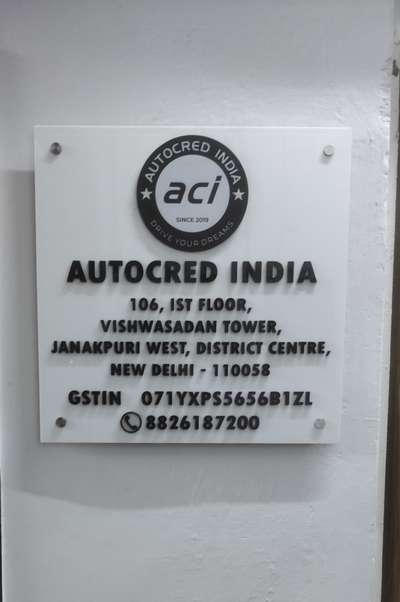 AUTOCRED INDIA
aci
SINCE 2019
DRIVE YOUR DREAMS
AUTOCRED INDIA
106, IST FLOOR,
VISHWASADAN TOWER,
JANAKPURI WEST, DISTRICT CENTRE,
NEW DELHI - 110058
GSTIN 071YXPS5656B1ZL
8826187200